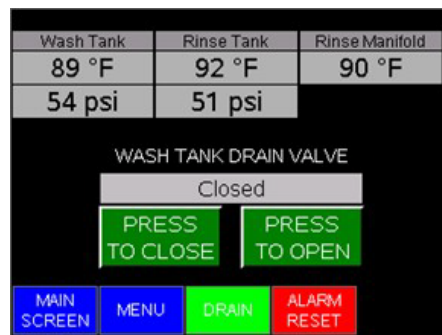 Wash Tank Rinse Tank Rinse Manifold
89 °F 92 °F 90 °F
54 psi 51 psi
WASH TANK DRAIN VALVE
Closed
PRESS PRESS
TO CLOSE TO OPEN
MAIN MENU DRAIN ALARM
SCREEN RESET